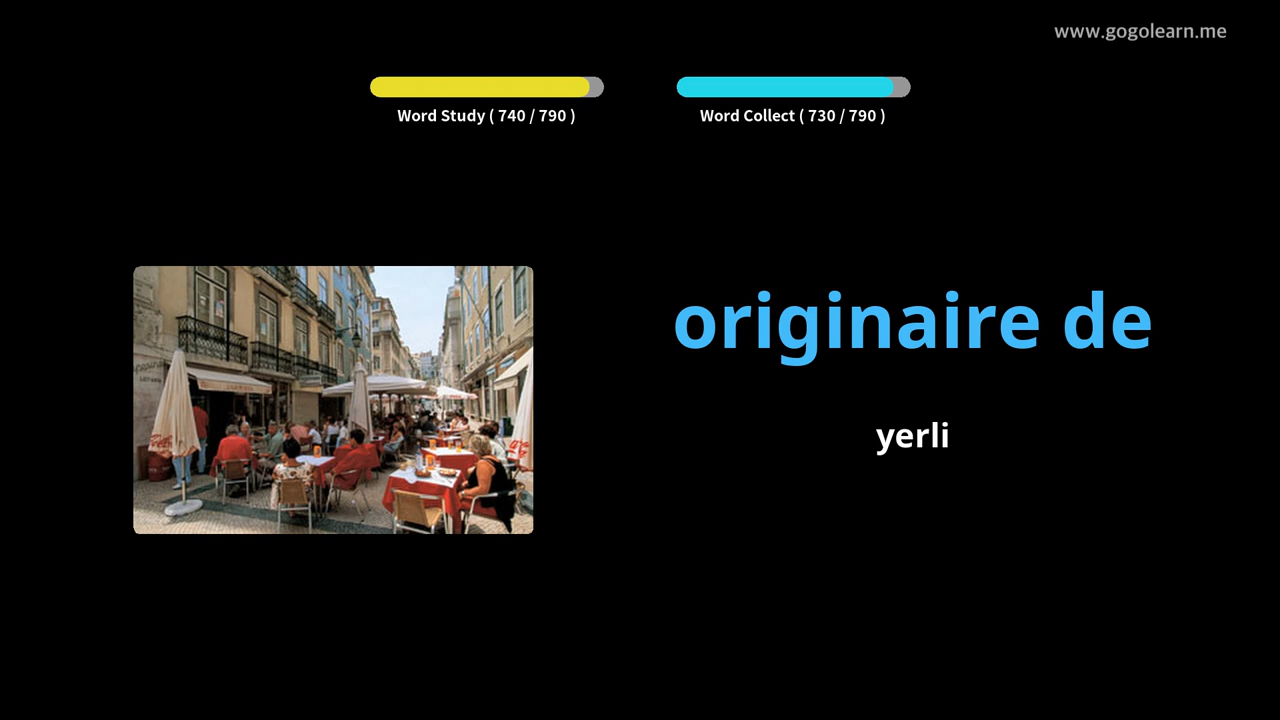 www.gogolearn.me
Word Study ( 740 / 790 )
Word Collect ( 730 / 790 )
originaire de
yerli